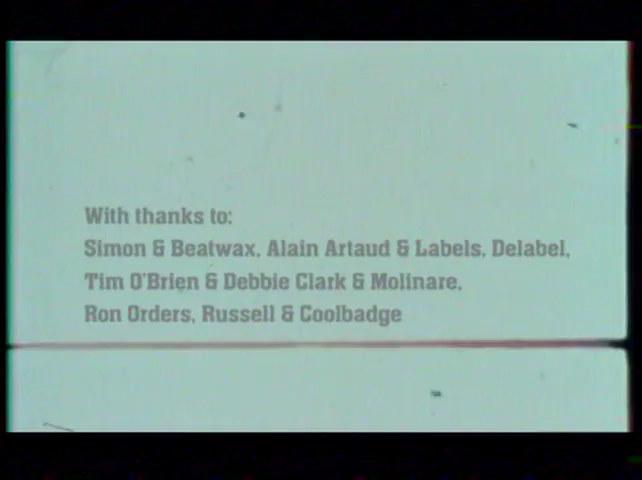 With thanks to:
Simon & Beatwax, Alain Artaud & Labels, Delabel,
Tim O'Brien & Debbie Clark & Molinare,
Ron Orders, Russell & Coolbadge